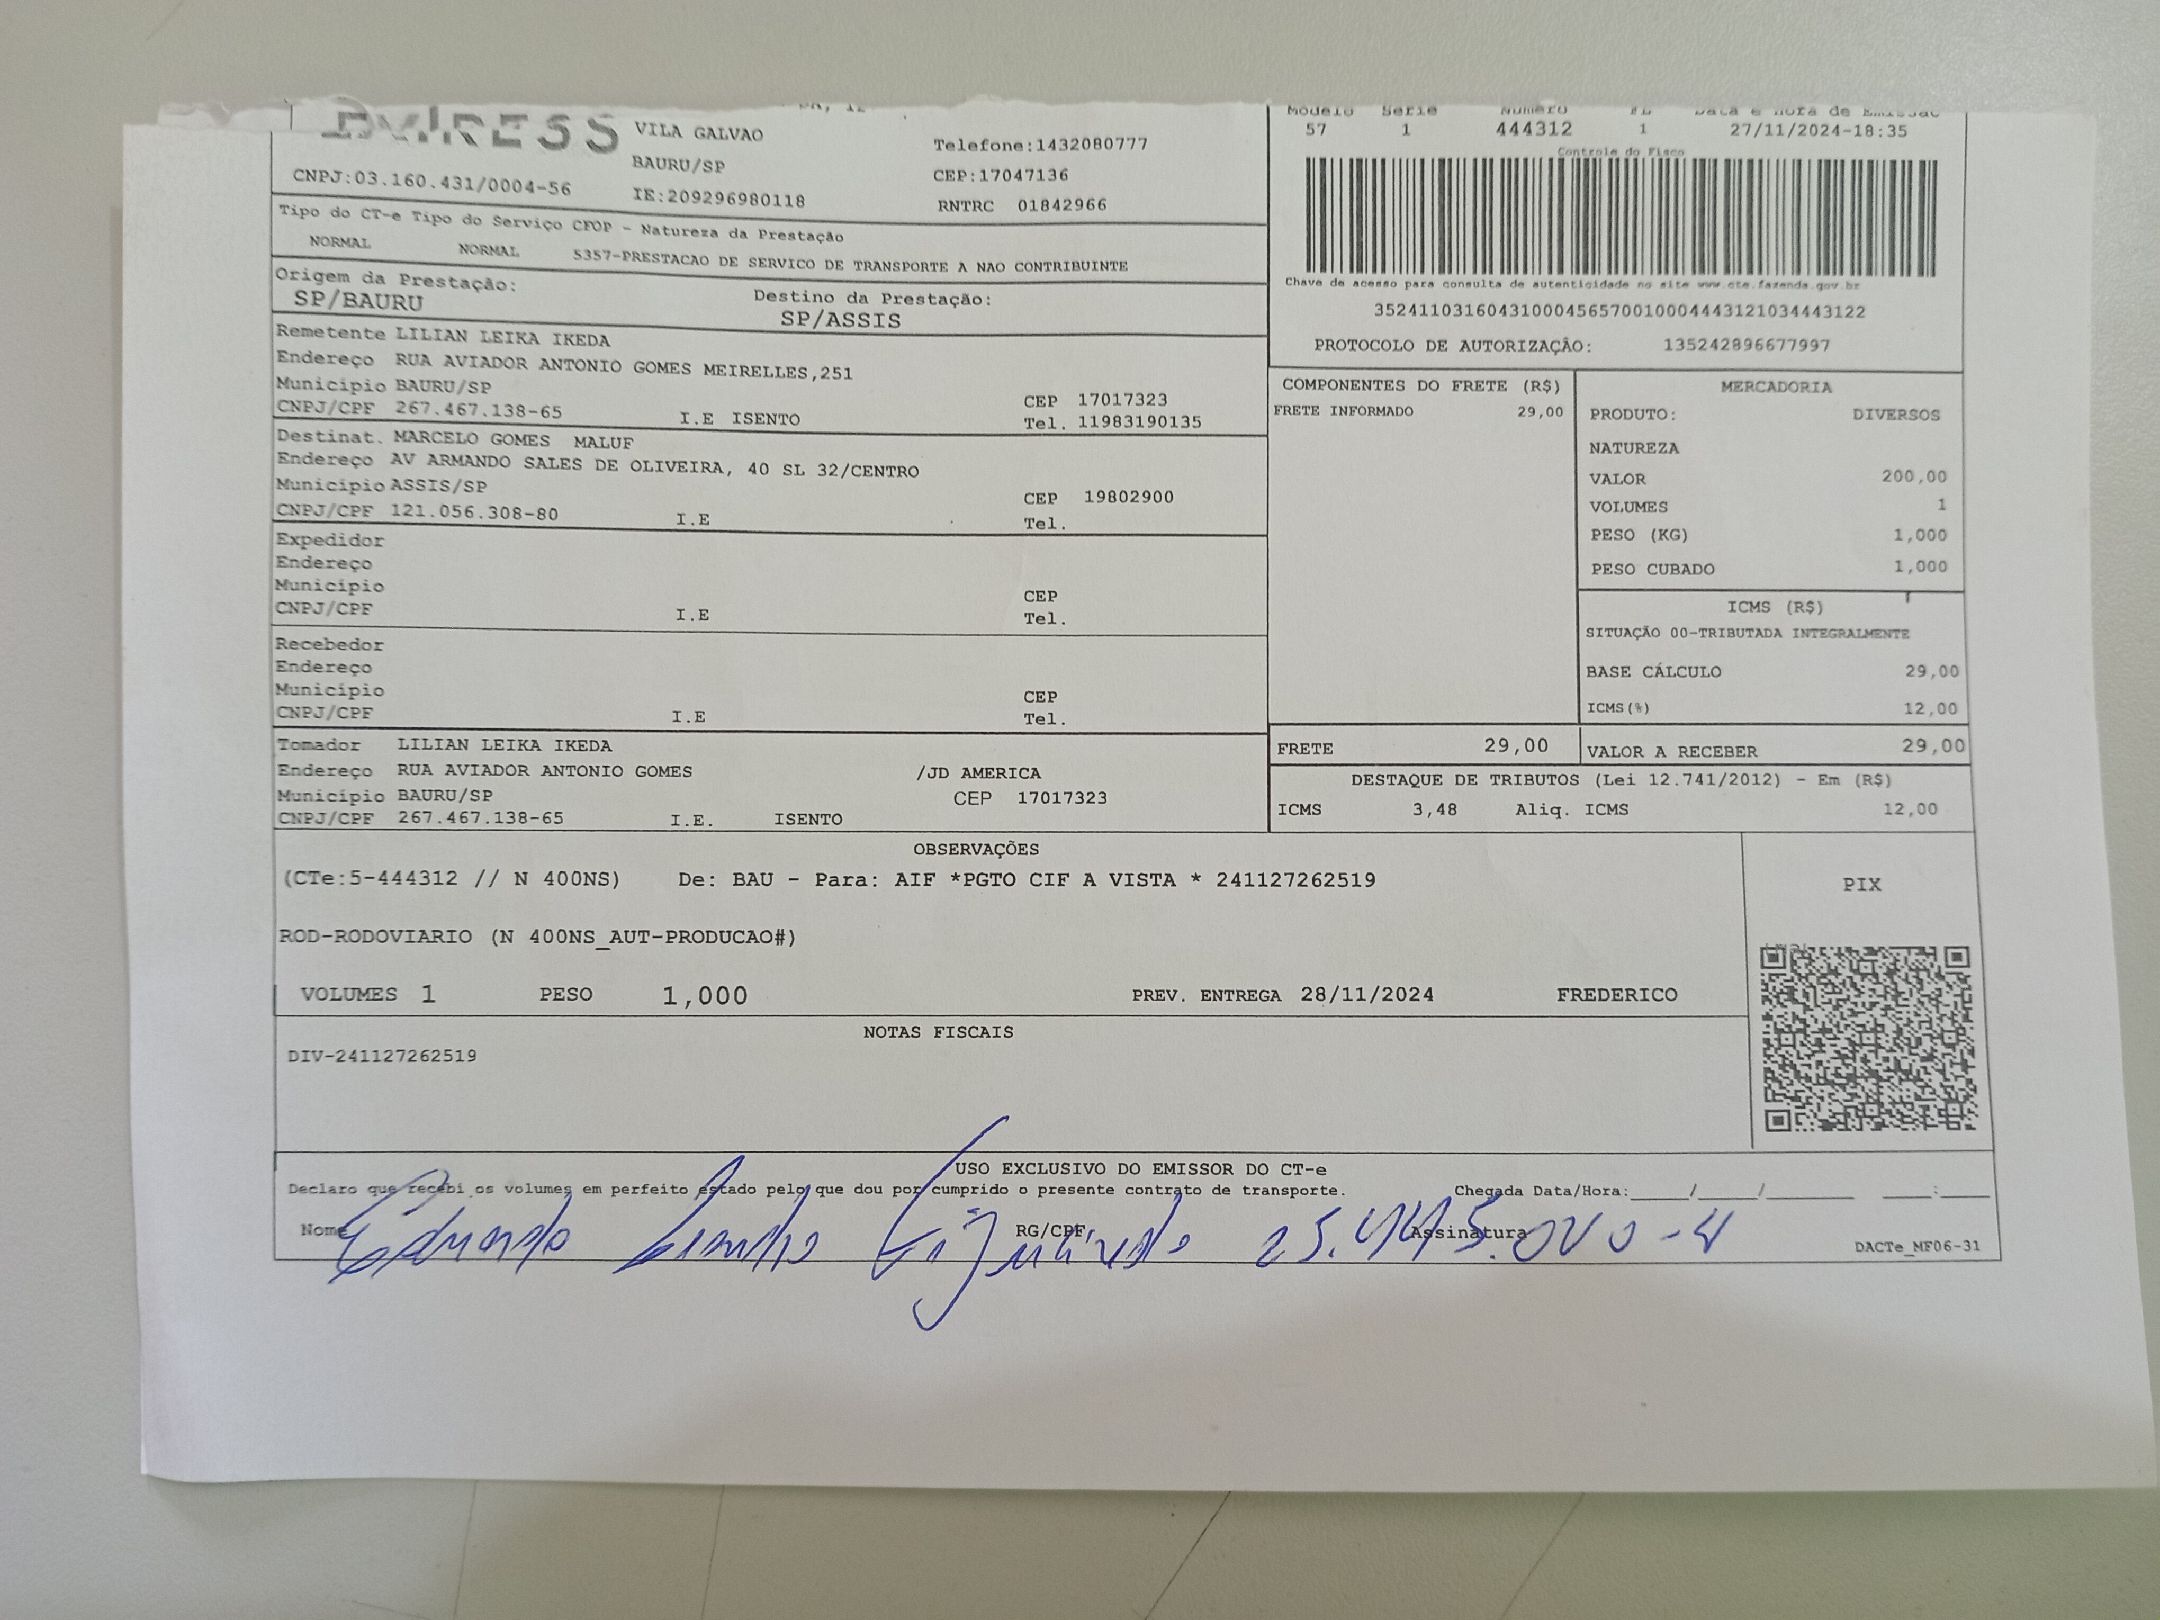 EXPRESS VILA GALVAO
BAURU/SP
CNPJ:03.160.431/0004-56 IE:209296980118
Telefone:1432080777
CEP:17047136
RNTRC 01842966
Modelo Serie Numero FL Data e Hora de Emissão
57 1 444312 1 27/11/2024-18:35
Controle do Fisco
Chave de acesso para consulta de autenticidade no site www.cte.fazenda.gov.br
35241103160431000456570010004443121034443122
PROTOCOLO DE AUTORIZAÇÃO: 135242896677997
Tipo do CT-e Tipo do Serviço CFOP - Natureza da Prestação
NORMAL NORMAL 5357-PRESTACAO DE SERVICO DE TRANSPORTE A NAO CONTRIBUINTE
Origem da Prestação: Destino da Prestação:
SP/BAURU SP/ASSIS
Remetente LILIAN LEIKA IKEDA
Endereço RUA AVIADOR ANTONIO GOMES MEIRELLES,251
Município BAURU/SP CEP 17017323
CNPJ/CPF 267.467.138-65 I.E ISENTO Tel. 11983190135
Destinat. MARCELO GOMES MALUF
Endereço AV ARMANDO SALES DE OLIVEIRA, 40 SL 32/CENTRO
Município ASSIS/SP CEP 19802900
CNPJ/CPF 121.056.308-80 I.E Tel.
Expedidor
Endereço
Município CEP
CNPJ/CPF I.E Tel.
Recebedor
Endereço
Município CEP
CNPJ/CPF I.E Tel.
Tomador LILIAN LEIKA IKEDA
Endereço RUA AVIADOR ANTONIO GOMES /JD AMERICA
Município BAURU/SP CEP 17017323
CNPJ/CPF 267.467.138-65 I.E. ISENTO
COMPONENTES DO FRETE (R$)
FRETE INFORMADO 29,00
MERCADORIA
PRODUTO: DIVERSOS
NATUREZA
VALOR 200,00
VOLUMES 1
PESO (KG) 1,000
PESO CUBADO 1,000
ICMS (R$)
SITUAÇÃO 00-TRIBUTADA INTEGRALMENTE
BASE CÁLCULO 29,00
ICMS(%) 12,00
FRETE 29,00 VALOR A RECEBER 29,00
DESTAQUE DE TRIBUTOS (Lei 12.741/2012) - Em (R$)
ICMS 3,48 Aliq. ICMS 12,00
OBSERVAÇÕES
(CTe:5-444312 // N 400NS) De: BAU - Para: AIF *PGTO CIF A VISTA * 241127262519
PIX
ROD-RODOVIARIO (N 400NS_AUT-PRODUCAO#)
VOLUMES 1 PESO 1,000 PREV. ENTREGA 28/11/2024 FREDERICO
NOTAS FISCAIS
DIV-241127262519
USO EXCLUSIVO DO EMISSOR DO CT-e
Declaro que recebi os volumes em perfeito estado pelo que dou por cumprido o presente contrato de transporte. Chegada Data/Hora:_____/_____/________ ____:____
Nome Eduardo RG/CPF Assinatura
DACTe_MF06-31